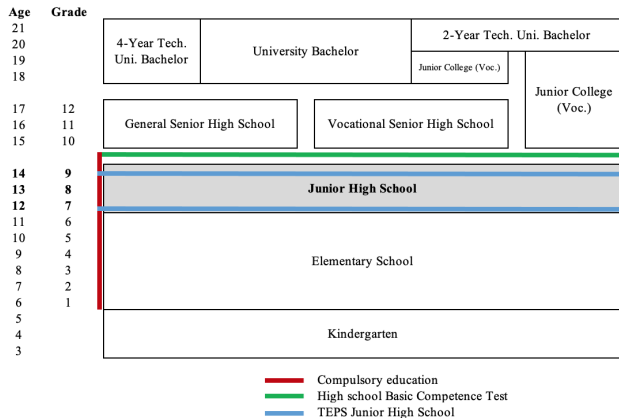 Age Grade
21
20
19
18
4-Year Tech.
Uni. Bachelor
University Bachelor
2-Year Tech. Uni. Bachelor
Junior College (Voc.)
Junior College
(Voc.)
17 12
16 11
15 10
General Senior High School
Vocational Senior High School
14 9
13 8
12 7
Junior High School
11 6
10 5
9 4
8 3
7 2
6 1
Elementary School
5
4
3
Kindergarten
Compulsory education
High school Basic Competence Test
TEPS Junior High School